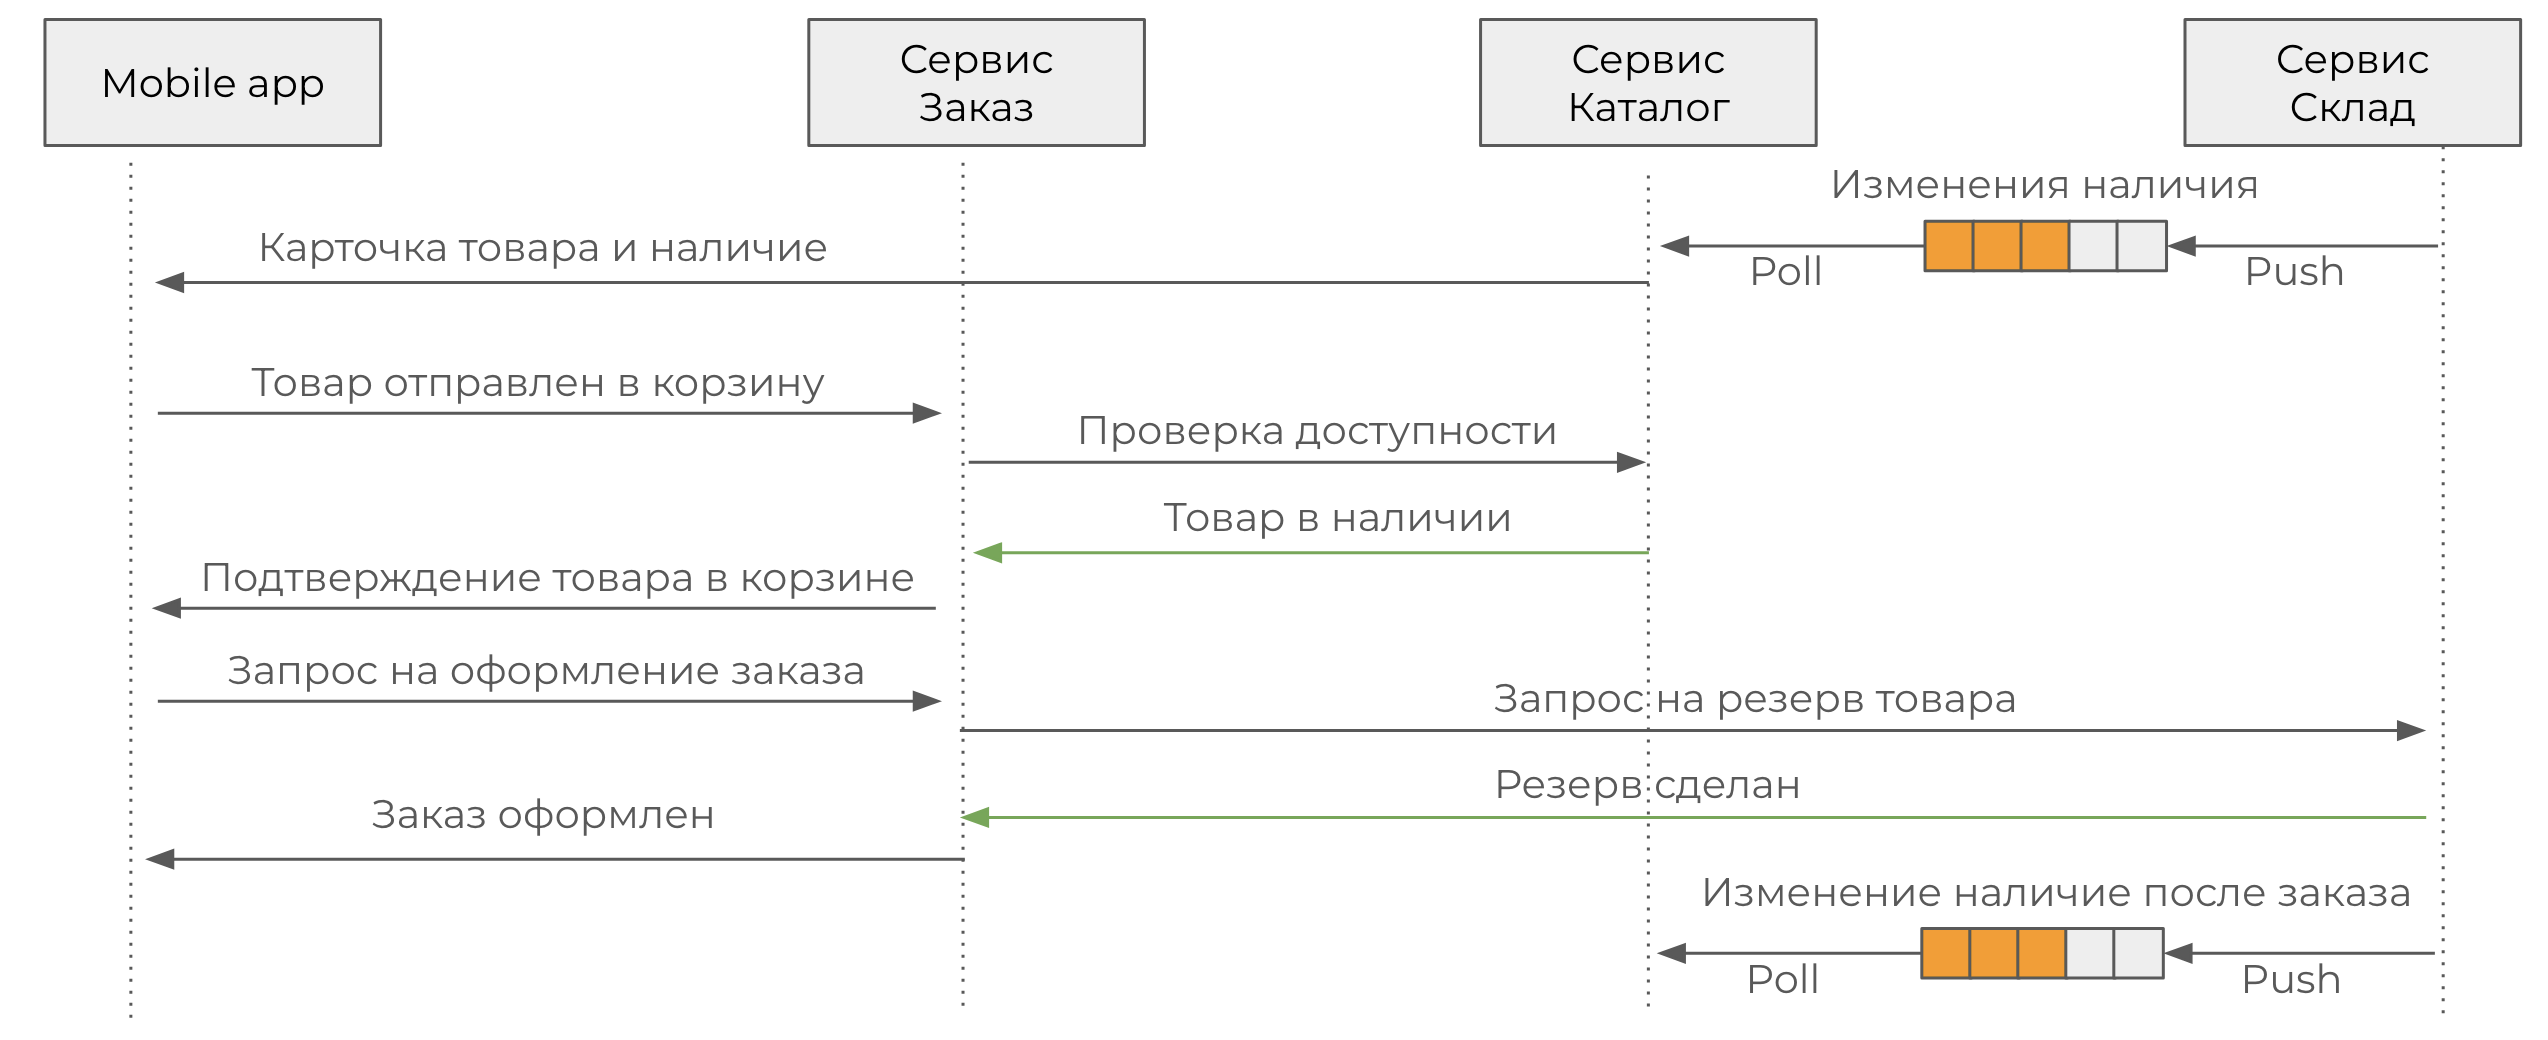 Mobile app
Сервис
Заказ
Сервис
Каталог
Сервис
Склад
Изменения наличия
Карточка товара и наличие
Poll
Push
Товар отправлен в корзину
Проверка доступности
Товар в наличии
Подтверждение товара в корзине
Запрос на оформление заказа
Запрос на резерв товара
Резерв сделан
Заказ оформлен
Изменение наличие после заказа
Poll
Push